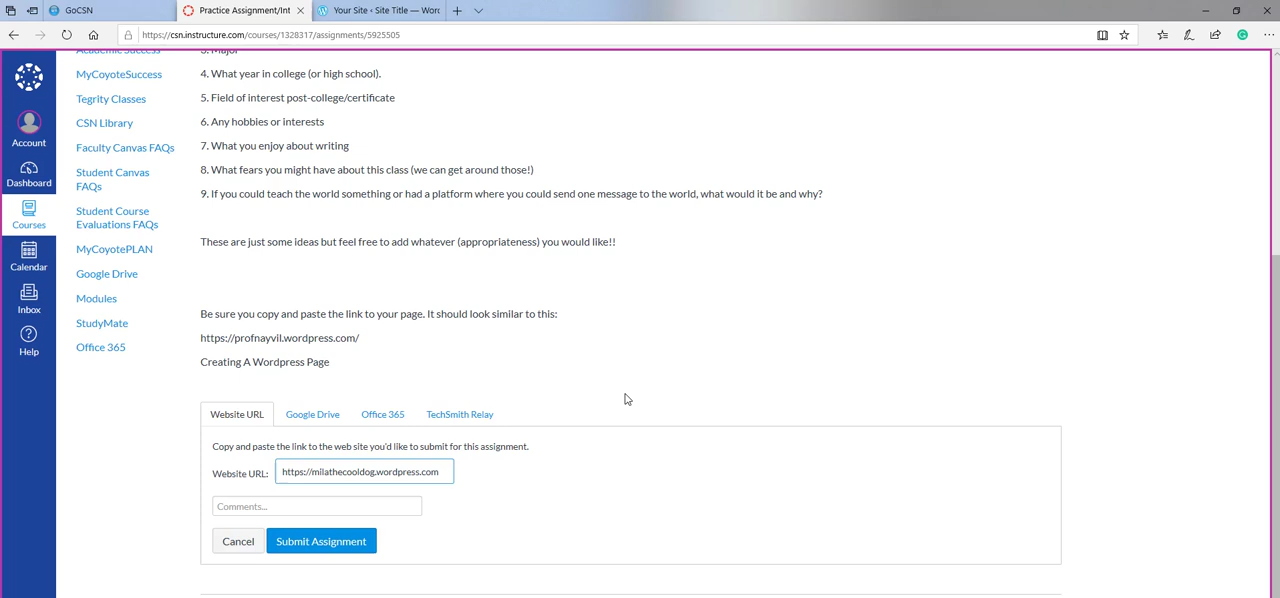 GoCSN
Practice Assignment/Int
Your Site ‹ Site Title — Worc
https://csn.instructure.com/courses/1328317/assignments/5925505
Account
Dashboard
Courses
Calendar
Inbox
Help
Academic Success
MyCoyoteSuccess
Tegrity Classes
CSN Library
Faculty Canvas FAQs
Student Canvas
FAQs
Student Course
Evaluations FAQs
MyCoyotePLAN
Google Drive
Modules
StudyMate
Office 365
3. Major
4. What year in college (or high school).
5. Field of interest post-college/certificate
6. Any hobbies or interests
7. What you enjoy about writing
8. What fears you might have about this class (we can get around those!)
9. If you could teach the world something or had a platform where you could send one message to the world, what would it be and why?
These are just some ideas but feel free to add whatever (appropriateness) you would like!!
Be sure you copy and paste the link to your page. It should look similar to this:
https://profnayvil.wordpress.com/
Creating A Wordpress Page
Website URL Google Drive Office 365 TechSmith Relay
Copy and paste the link to the web site you'd like to submit for this assignment.
Website URL: https://milathecooldog.wordpress.com
Comments...
Cancel Submit Assignment